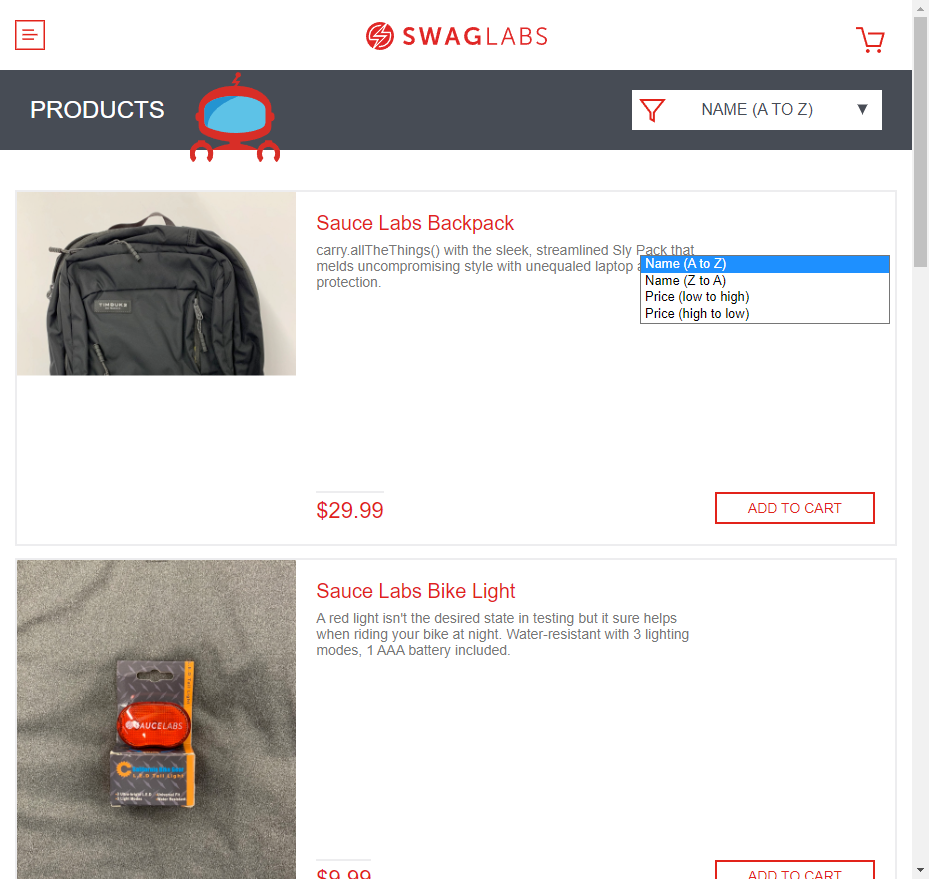 SWAGLABS
PRODUCTS
NAME (A TO Z)
Sauce Labs Backpack
carry.allTheThings() with the sleek, streamlined Sly Pack that
melds uncompromising style with unequaled laptop
protection.
Name (A to Z)
Name (Z to A)
Price (low to high)
Price (high to low)
TIMBUK2
$29.99
ADD TO CART
Sauce Labs Bike Light
A red light isn't the desired state in testing but it sure helps
when riding your bike at night. Water-resistant with 3 lighting
modes, 1 AAA battery included.
SAUCELABS
L.E.D Tail Light
$9.99
ADD TO CART